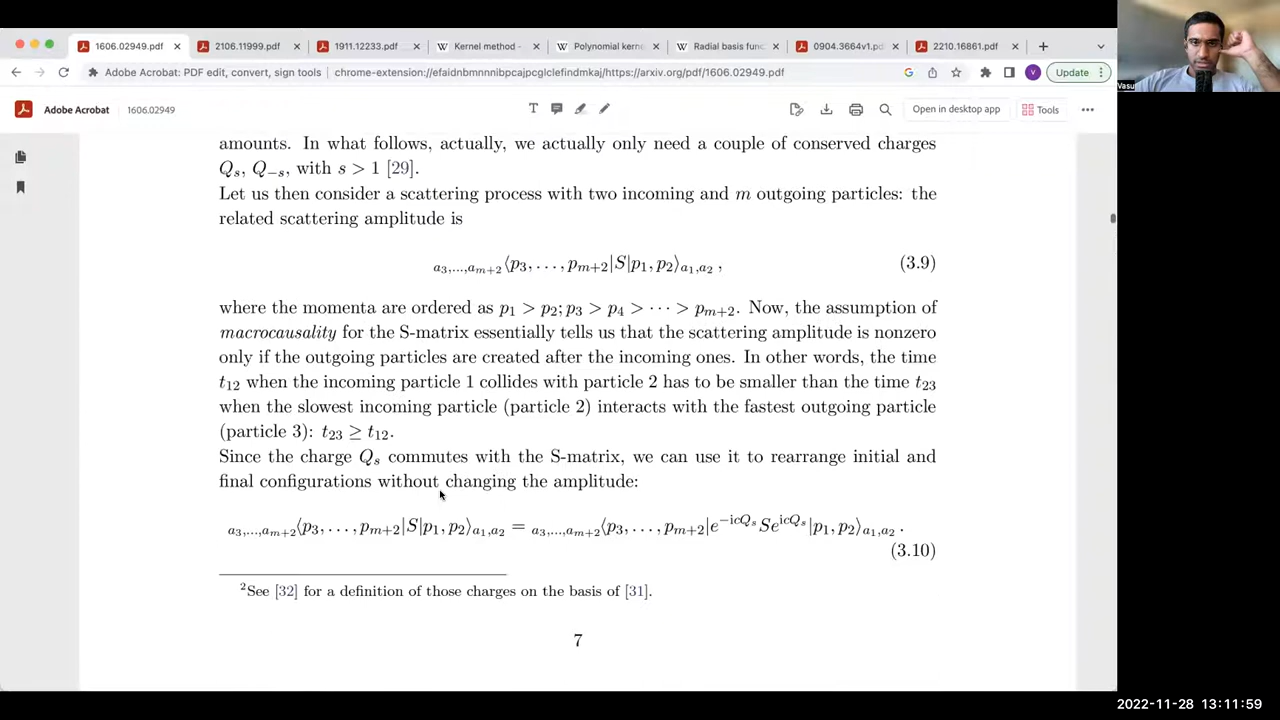 1606.02949.pdf
2106.11999.pdf
1911.12233.pdf
Kernel method -
Polynomial kerne
Radial basis func
0904.3664v1.p
2210.16861.pdf
Adobe Acrobat: PDF edit, convert, sign tools | chrome-extension://efaidnbmnnnibpcajpcglclefindmkaj/https://arxiv.org/pdf/1606.02949.pdf
V
Update
Vasu
Adobe Acrobat
1606.02949
Open in desktop app
Tools
amounts. In what follows, actually, we actually only need a couple of conserved charges
Q_s, Q_{−s}, with s > 1 [29].
Let us then consider a scattering process with two incoming and m outgoing particles: the
related scattering amplitude is
_{a_3,...,a_{m+2}}⟨p_3, . . . , p_{m+2}|S|p_1, p_2⟩_{a_1,a_2} , (3.9)
where the momenta are ordered as p_1 > p_2; p_3 > p_4 > · · · > p_{m+2}. Now, the assumption of
macrocausality for the S-matrix essentially tells us that the scattering amplitude is nonzero
only if the outgoing particles are created after the incoming ones. In other words, the time
t_{12} when the incoming particle 1 collides with particle 2 has to be smaller than the time t_{23}
when the slowest incoming particle (particle 2) interacts with the fastest outgoing particle
(particle 3): t_{23} ≥ t_{12}.
Since the charge Q_s commutes with the S-matrix, we can use it to rearrange initial and
final configurations without changing the amplitude:
_{a_3,...,a_{m+2}}⟨p_3, . . . , p_{m+2}|S|p_1, p_2⟩_{a_1,a_2} = _{a_3,...,a_{m+2}}⟨p_3, . . . , p_{m+2}|e^{−icQ_s}Se^{icQ_s}|p_1, p_2⟩_{a_1,a_2} .
(3.10)
²See [32] for a definition of those charges on the basis of [31].
7
2022-11-28 13:11:59